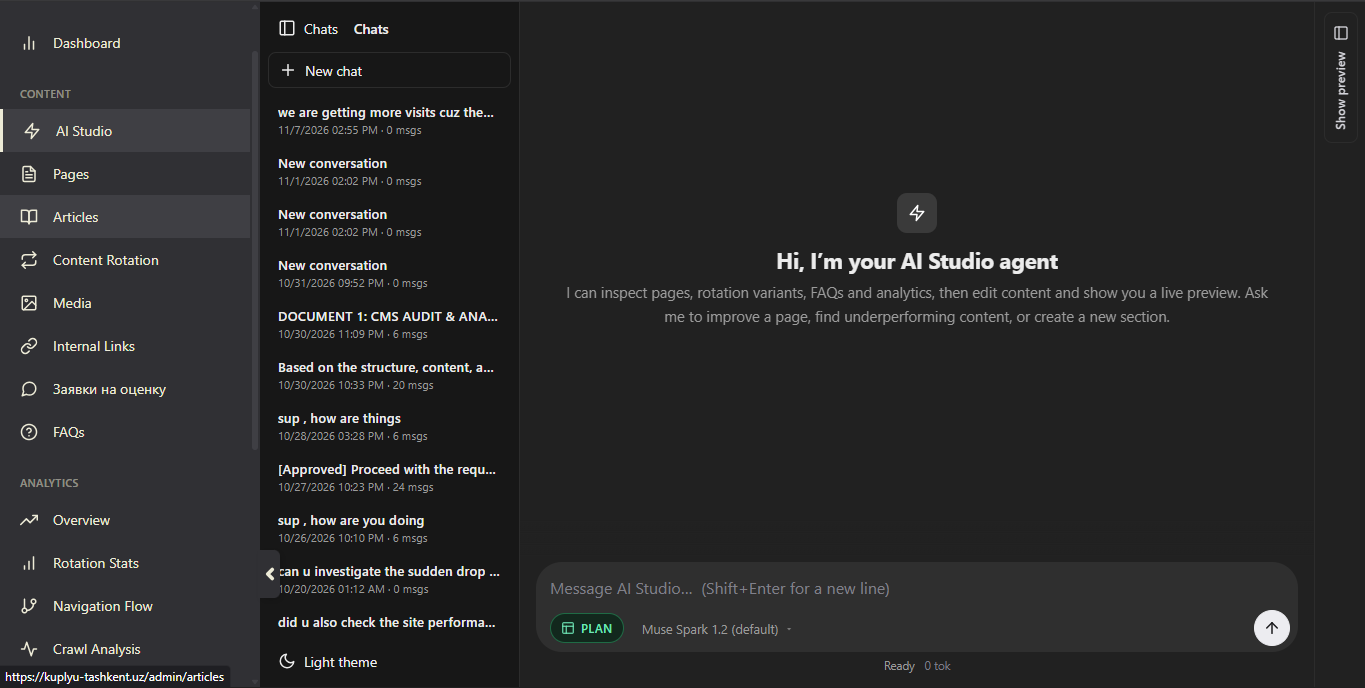 Dashboard
CONTENT
AI Studio
Pages
Articles
Content Rotation
Media
Internal Links
Заявки на оценку
FAQs
ANALYTICS
Overview
Rotation Stats
Navigation Flow
Crawl Analysis
https://kuplyu-tashkent.uz/admin/articles
Chats Chats
New chat
we are getting more visits cuz the...
11/7/2026 02:55 PM · 0 msgs
New conversation
11/1/2026 02:02 PM · 0 msgs
New conversation
11/1/2026 02:02 PM · 0 msgs
New conversation
10/31/2026 09:52 PM · 0 msgs
DOCUMENT 1: CMS AUDIT & ANA...
10/30/2026 11:09 PM · 6 msgs
Based on the structure, content, a...
10/30/2026 10:33 PM · 20 msgs
sup , how are things
10/28/2026 03:28 PM · 6 msgs
[Approved] Proceed with the requ...
10/27/2026 10:23 PM · 24 msgs
sup , how are you doing
10/26/2026 10:10 PM · 6 msgs
can u investigate the sudden drop ...
10/20/2026 01:12 AM · 0 msgs
did u also check the site performa...
Light theme
Hi, I’m your AI Studio agent
I can inspect pages, rotation variants, FAQs and analytics, then edit content and show you a live preview. Ask
me to improve a page, find underperforming content, or create a new section.
Message AI Studio... (Shift+Enter for a new line)
PLAN Muse Spark 1.2 (default)
Ready 0 tok
Show preview